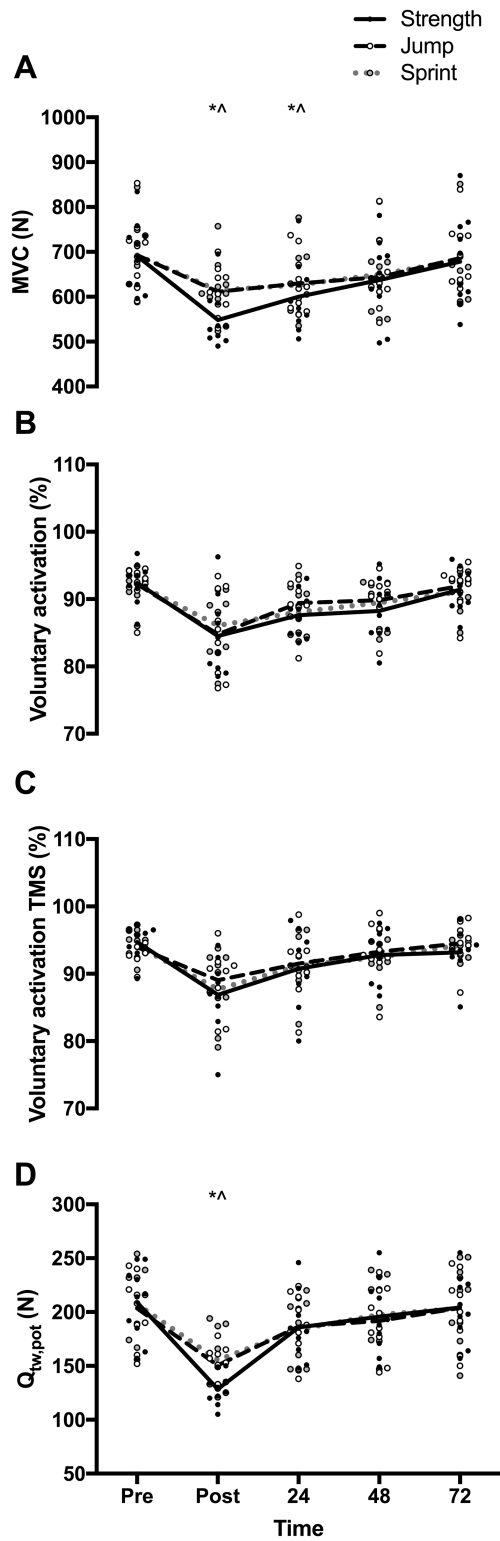 Strength
Jump
Sprint
A
*^ *^
1000
900
800
700
600
500
400
MVC (N)
B
110
100
90
80
70
Voluntary activation (%)
C
110
100
90
80
70
Voluntary activation TMS (%)
D
*^
300
250
200
150
100
50
Qtw,pot (N)
Pre Post 24 48 72
Time